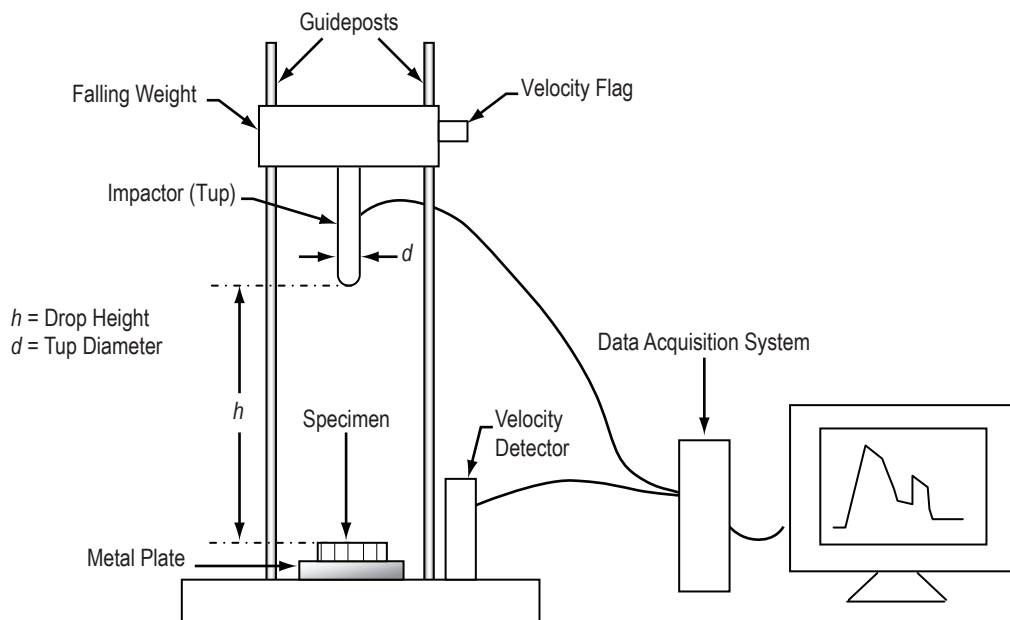 Guideposts
Falling Weight
Velocity Flag
Impactor (Tup)
d
h = Drop Height
d = Tup Diameter
Data Acquisition System
h
Specimen
Velocity
Detector
Metal Plate